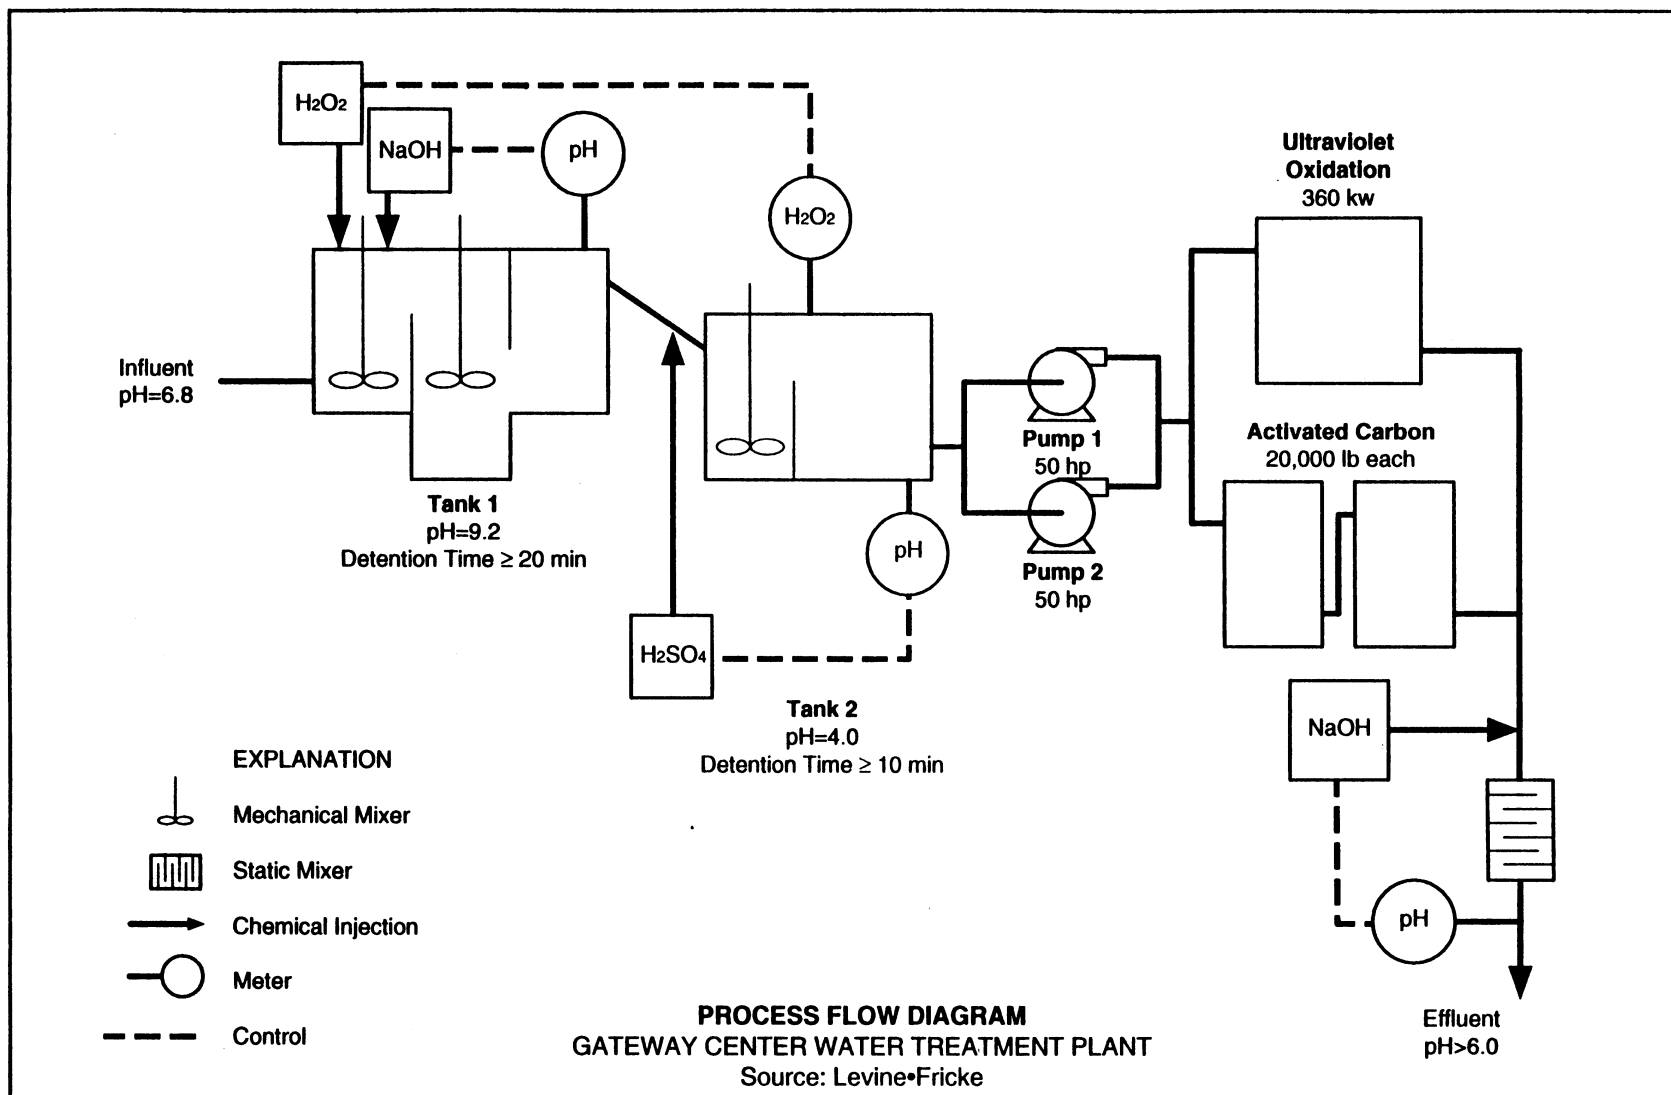 H2O2
NaOH
pH
H2O2
Ultraviolet
Oxidation
360 kw
Influent
pH=6.8
Tank 1
pH=9.2
Detention Time ≥ 20 min
Pump 1
50 hp
Activated Carbon
20,000 lb each
pH
Pump 2
50 hp
H2SO4
Tank 2
pH=4.0
Detention Time ≥ 10 min
NaOH
pH
EXPLANATION
Mechanical Mixer
Static Mixer
Chemical Injection
Meter
Control
PROCESS FLOW DIAGRAM
GATEWAY CENTER WATER TREATMENT PLANT
Source: Levine•Fricke
Effluent
pH>6.0